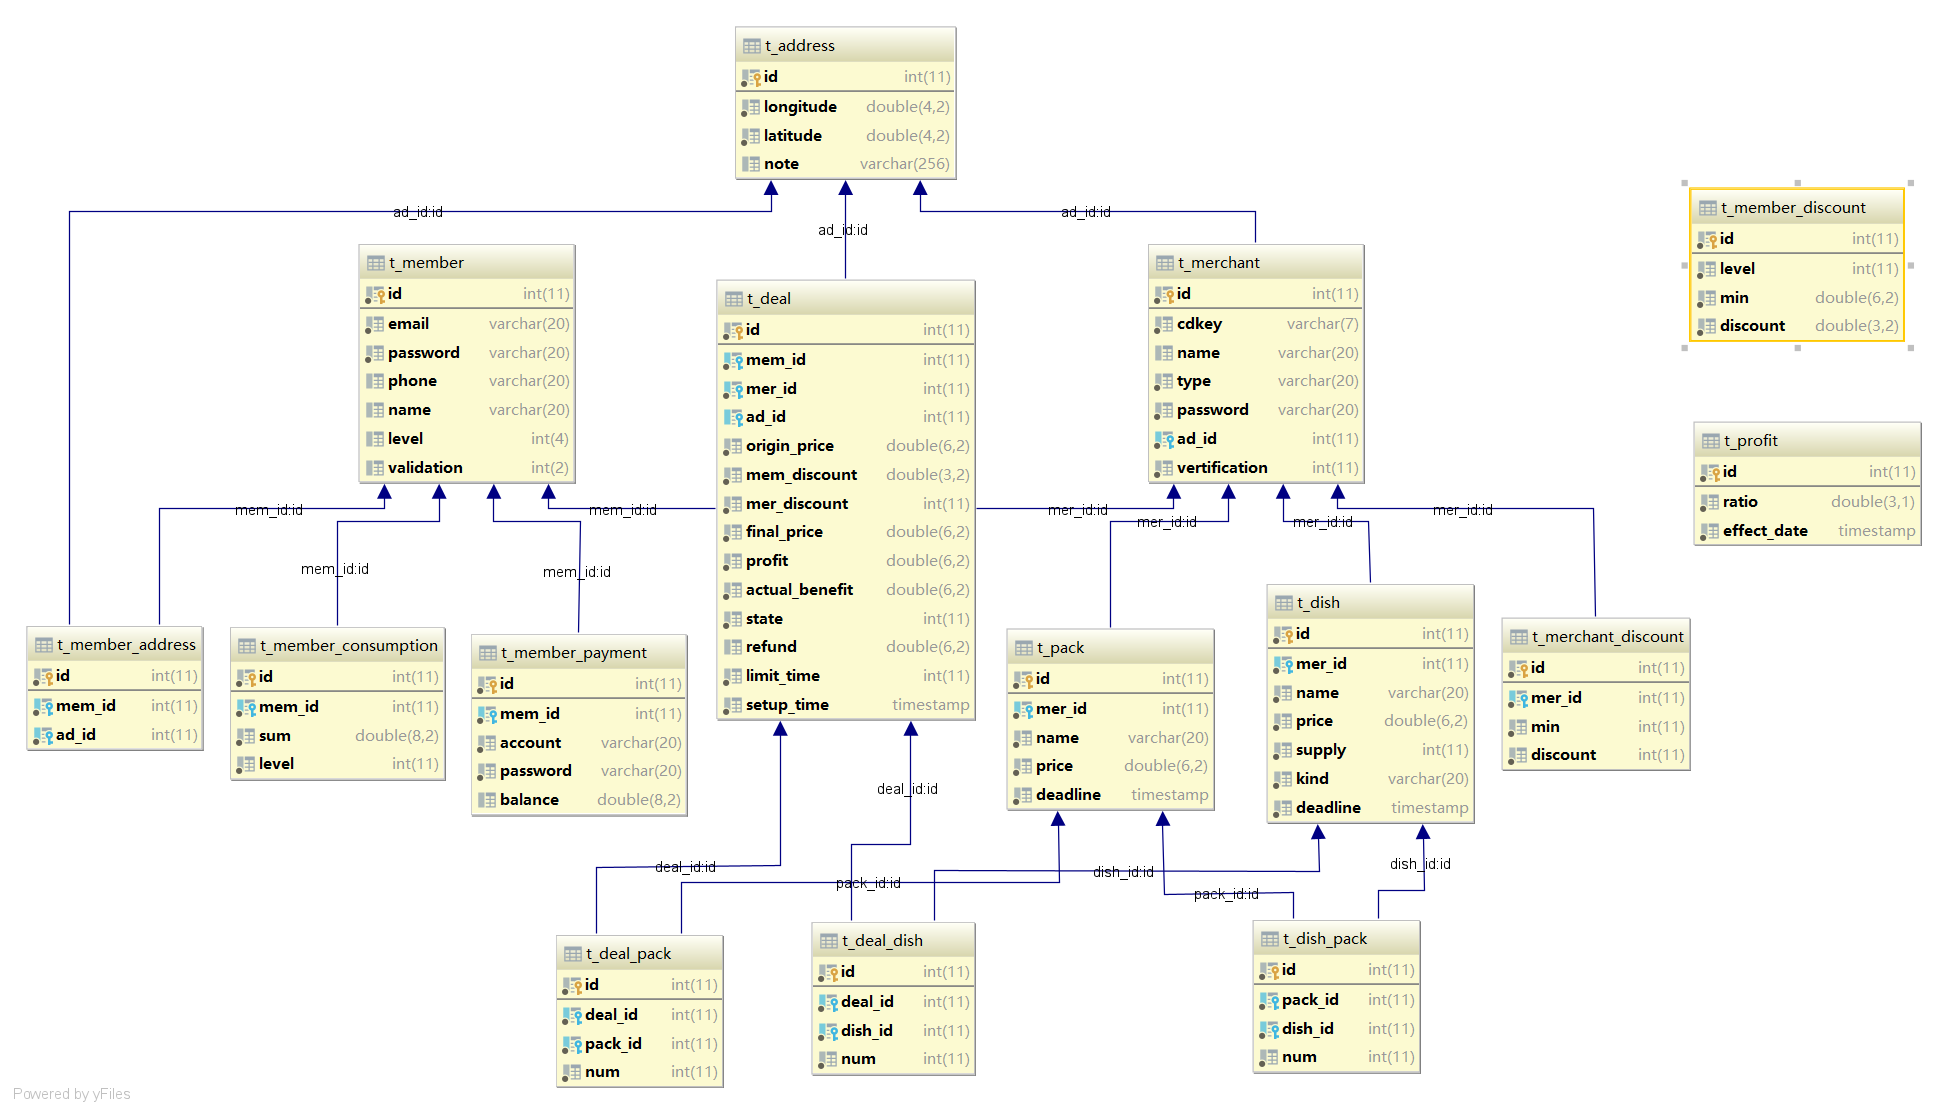 t_address
id int(11)
longitude double(4,2)
latitude double(4,2)
note varchar(256)
ad_id:id
ad_id:id
ad_id:id
t_member
id int(11)
email varchar(20)
password varchar(20)
phone varchar(20)
name varchar(20)
level int(4)
validation int(2)
t_deal
id int(11)
mem_id int(11)
mer_id int(11)
ad_id int(11)
origin_price double(6,2)
mem_discount double(3,2)
mer_discount int(11)
final_price double(6,2)
profit double(6,2)
actual_benefit double(6,2)
state int(11)
refund double(6,2)
limit_time int(11)
setup_time timestamp
t_merchant
id int(11)
cdkey varchar(7)
name varchar(20)
type varchar(20)
password varchar(20)
ad_id int(11)
vertification int(11)
t_member_discount
id int(11)
level int(11)
min double(6,2)
discount double(3,2)
t_profit
id int(11)
ratio double(3,1)
effect_date timestamp
mem_id:id
mem_id:id
mem_id:id
mem_id:id
mer_id:id
mer_id:id
mer_id:id
mer_id:id
t_member_address
id int(11)
mem_id int(11)
ad_id int(11)
t_member_consumption
id int(11)
mem_id int(11)
sum double(8,2)
level int(11)
t_member_payment
id int(11)
mem_id int(11)
account varchar(20)
password varchar(20)
balance double(8,2)
t_pack
id int(11)
mer_id int(11)
name varchar(20)
price double(6,2)
deadline timestamp
t_dish
id int(11)
mer_id int(11)
name varchar(20)
price double(6,2)
supply int(11)
kind varchar(20)
deadline timestamp
t_merchant_discount
id int(11)
mer_id int(11)
min int(11)
discount int(11)
deal_id:id
deal_id:id
pack_id:id
dish_id:id
pack_id:id
dish_id:id
t_deal_pack
id int(11)
deal_id int(11)
pack_id int(11)
num int(11)
t_deal_dish
id int(11)
deal_id int(11)
dish_id int(11)
num int(11)
t_dish_pack
id int(11)
pack_id int(11)
dish_id int(11)
num int(11)
Powered by yFiles